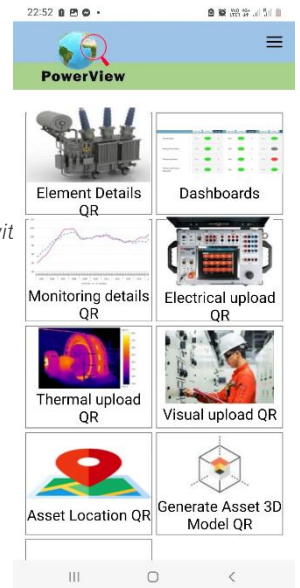 22:52
PowerView
Element Details
QR
Dashboards
vit
Monitoring details
QR
Electrical upload
QR
Thermal upload
QR
Visual upload QR
Asset Location QR
Generate Asset 3D
Model QR